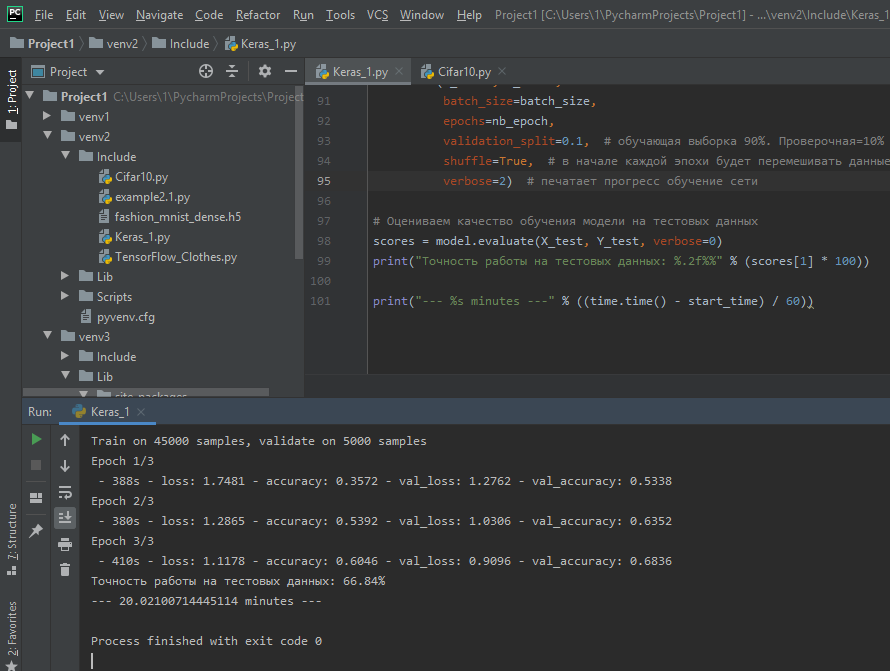 PC File Edit View Navigate Code Refactor Run Tools VCS Window Help Project1 [C:\Users\1\PycharmProjects\Project1] - ...\venv2\Include\Keras_1
Project1 venv2 Include Keras_1.py
1: Project
Project
Keras_1.py Cifar10.py
Project1 C:\Users\1\PycharmProjects\Project
venv1
venv2
Include
Cifar10.py
example2.1.py
fashion_mnist_dense.h5
Keras_1.py
TensorFlow_Clothes.py
Lib
Scripts
pyvenv.cfg
venv3
Include
Lib
site-packages
91 batch_size=batch_size,
92 epochs=nb_epoch,
93 validation_split=0.1, # обучающая выборка 90%. Проверочная=10%
94 shuffle=True, # в начале каждой эпохи будет перемешивать данные
95 verbose=2) # печатает прогресс обучение сети
96
97 # Оцениваем качество обучения модели на тестовых данных
98 scores = model.evaluate(X_test, Y_test, verbose=0)
99 print("Точность работы на тестовых данных: %.2f%%" % (scores[1] * 100))
100
101 print("--- %s minutes ---" % ((time.time() - start_time) / 60))
Run: Keras_1
Train on 45000 samples, validate on 5000 samples
Epoch 1/3
- 388s - loss: 1.7481 - accuracy: 0.3572 - val_loss: 1.2762 - val_accuracy: 0.5338
Epoch 2/3
- 380s - loss: 1.2865 - accuracy: 0.5392 - val_loss: 1.0306 - val_accuracy: 0.6352
Epoch 3/3
- 410s - loss: 1.1178 - accuracy: 0.6046 - val_loss: 0.9096 - val_accuracy: 0.6836
Точность работы на тестовых данных: 66.84%
--- 20.02100714445114 minutes ---
Process finished with exit code 0
7: Structure
2: Favorites